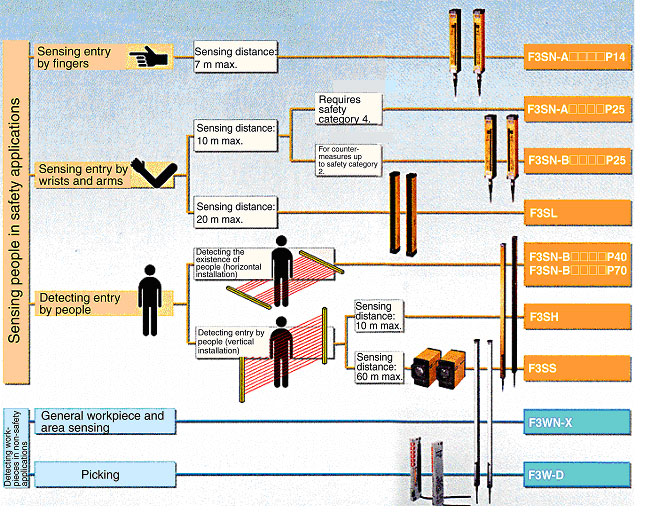 Sensing people in safety applications
Sensing entry
by fingers
Sensing distance:
7 m max.
F3SN-A□□□□P14
Sensing entry by
wrists and arms
Sensing distance:
10 m max.
Requires
safety
category 4.
F3SN-A□□□□P25
For counter-
measures up
to safety category
2.
F3SN-B□□□□P25
Sensing distance:
20 m max.
F3SL
Detecting entry
by people
Detecting the
existence of
people (horizontal
installation)
F3SN-B□□□□P40
F3SN-B□□□□P70
Detecting entry by
people (vertical
installation)
Sensing
distance:
10 m max.
F3SH
Sensing
distance:
60 m max.
F3SS
Detecting work-
pieces in non-safety
applications
General workpiece and
area sensing
F3WN-X
Picking
F3W-D